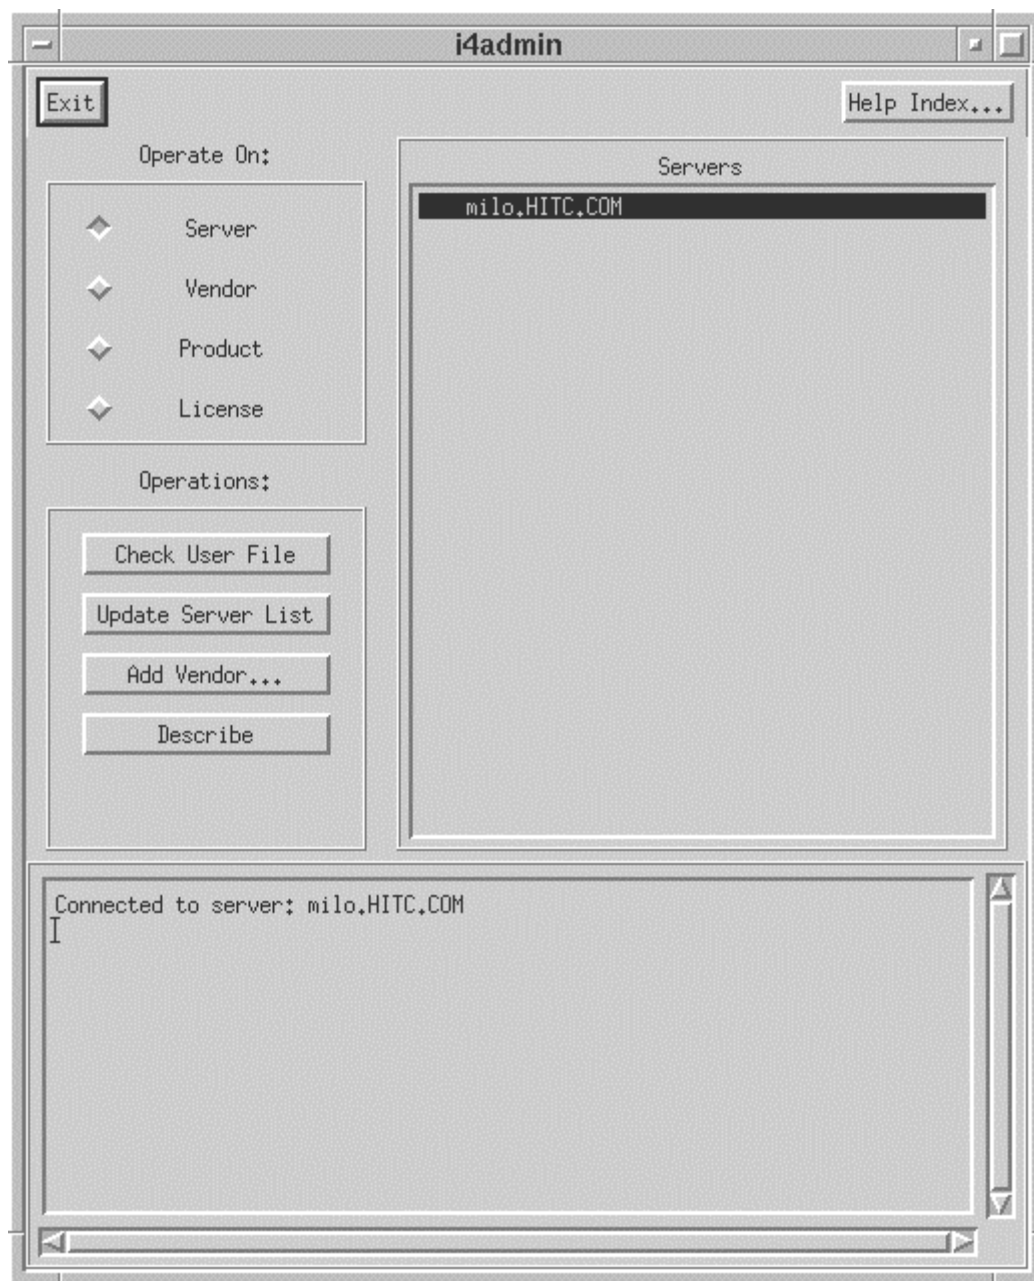 i4admin
Exit
Help Index...
Operate On:
Server
Vendor
Product
License
Operations:
Check User File
Update Server List
Add Vendor...
Describe
Servers
milo.HITC.COM
Connected to server: milo.HITC.COM